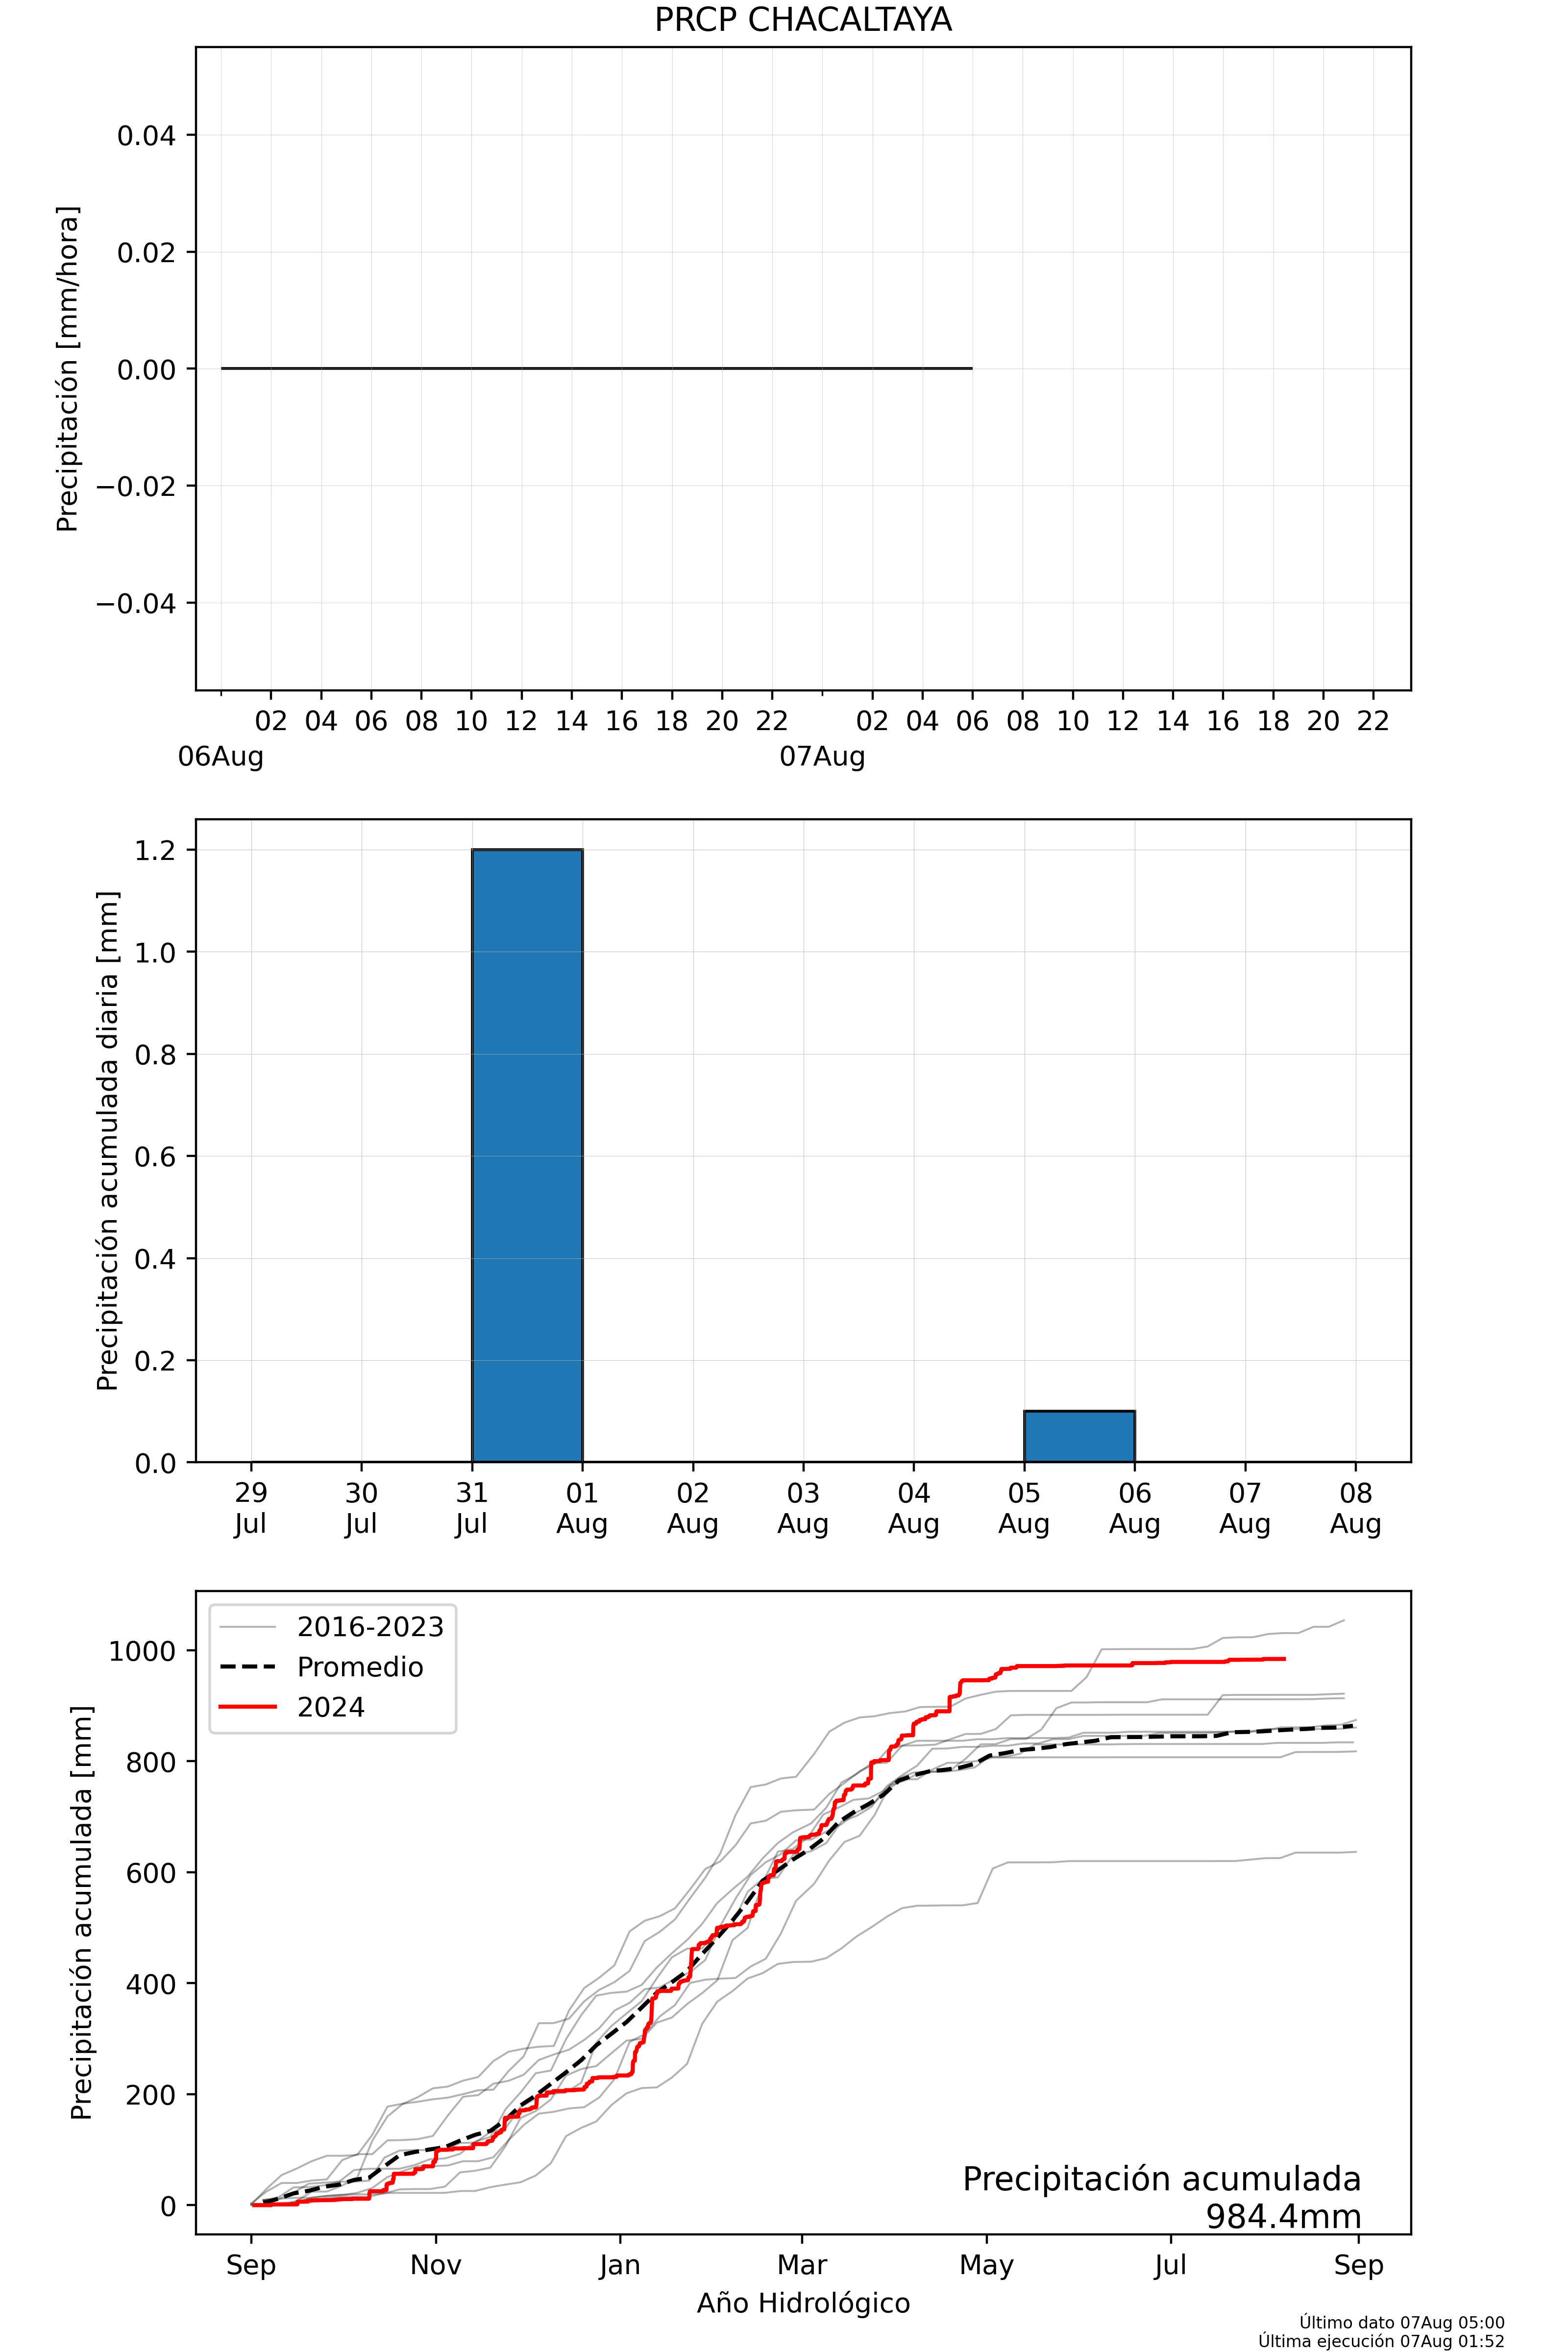 PRCP CHACALTAYA
Precipitación [mm/hora]
0.04
0.02
0.00
−0.02
−0.04
02 04 06 08 10 12 14 16 18 20 22 02 04 06 08 10 12 14 16 18 20 22
06Aug 07Aug
Precipitación acumulada diaria [mm]
1.2
1.0
0.8
0.6
0.4
0.2
0.0
29 30 31 01 02 03 04 05 06 07 08
Jul Jul Jul Aug Aug Aug Aug Aug Aug Aug Aug
Precipitación acumulada [mm]
1000
800
600
400
200
0
2016-2023
Promedio
2024
Precipitación acumulada
984.4mm
Sep Nov Jan Mar May Jul Sep
Año Hidrológico
Último dato 07Aug 05:00
Última ejecución 07Aug 01:52